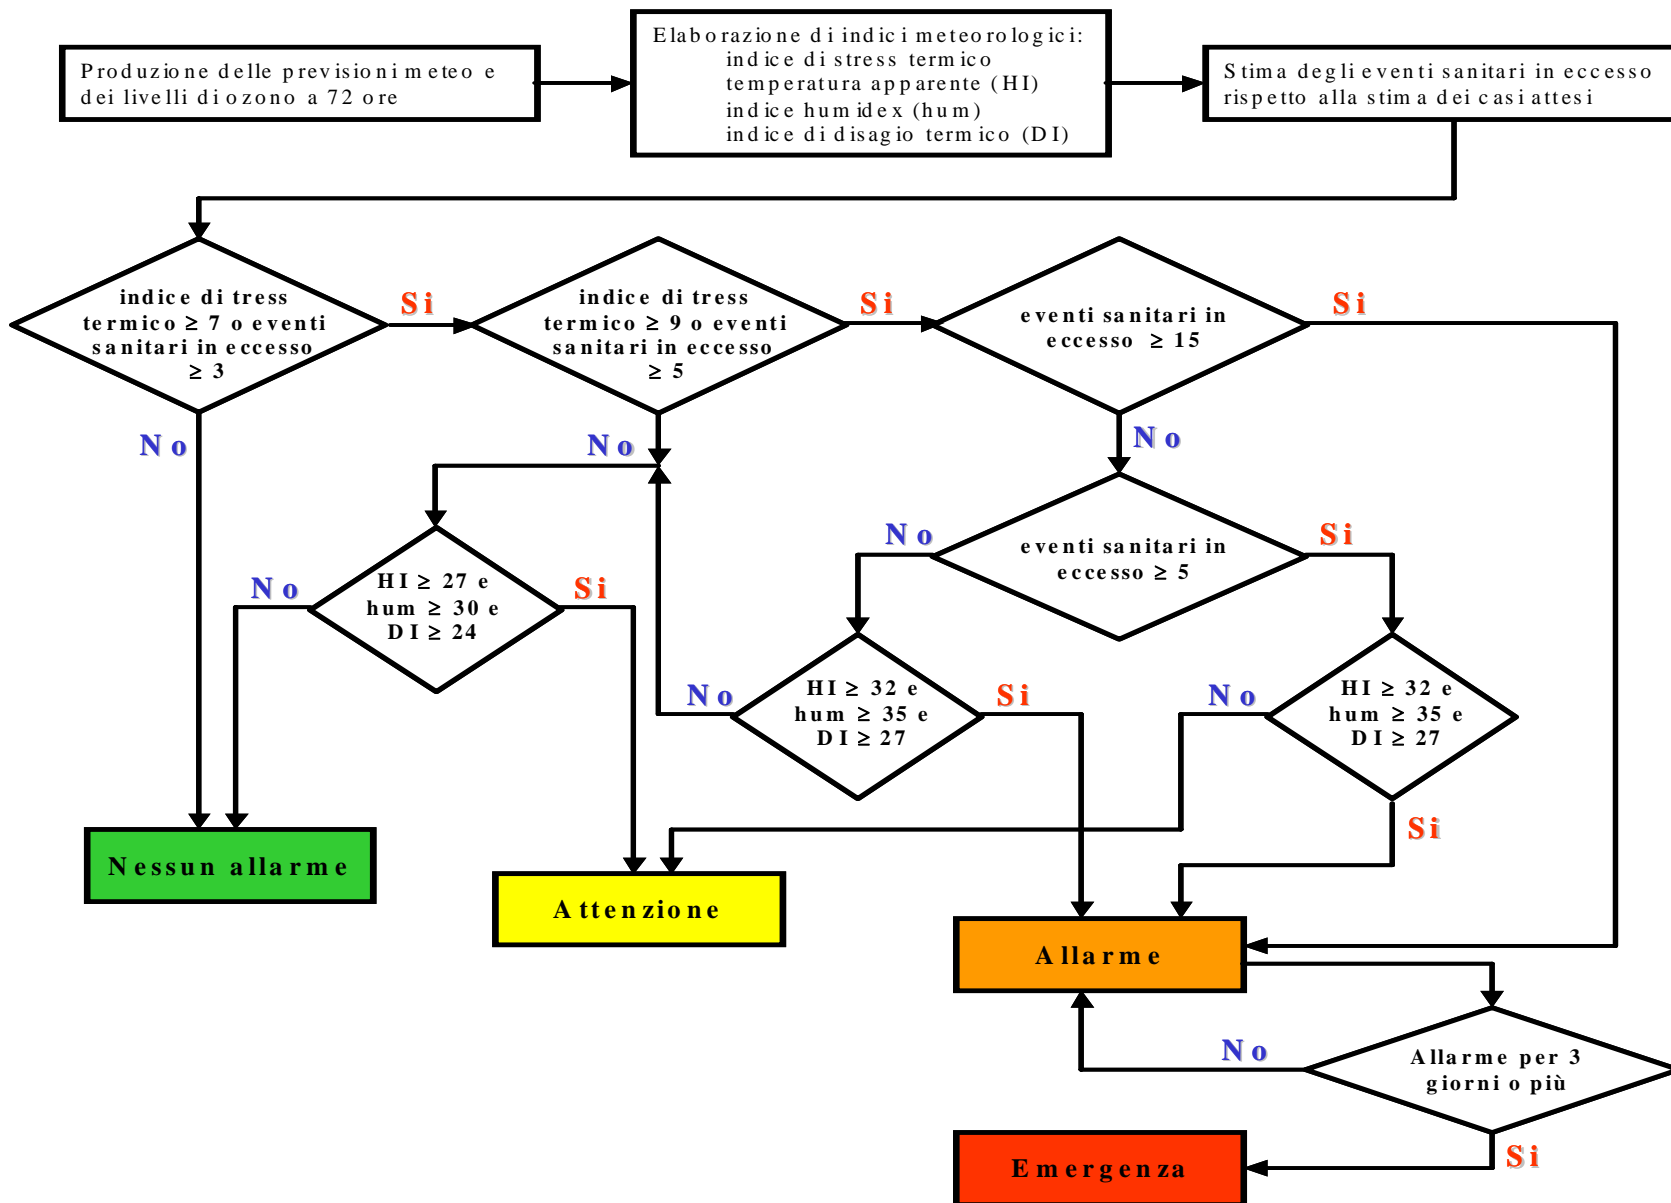 Produzione delle previsioni meteo e
dei livelli di ozono a 72 ore
Elaborazione di indici meteorologici:
indice di stress termico
temperatura apparente (HI)
indice humidex (hum)
indice di disagio termico (DI)
Stima degli eventi sanitari in eccesso
rispetto alla stima dei casi attesi
indice di tress
termico ≥ 7 o eventi
sanitari in eccesso
≥ 3
Si
indice di tress
termico ≥ 9 o eventi
sanitari in eccesso
≥ 5
Si
eventi sanitari in
eccesso ≥ 15
Si
No
No
No
eventi sanitari in
eccesso ≥ 5
No
Si
HI ≥ 27 e
hum ≥ 30 e
DI ≥ 24
No
Si
HI ≥ 32 e
hum ≥ 35 e
DI ≥ 27
No
Si
HI ≥ 32 e
hum ≥ 35 e
DI ≥ 27
No
Si
Nessun allarme
Attenzione
Allarme
Allarme per 3
giorni o più
No
Si
Emergenza